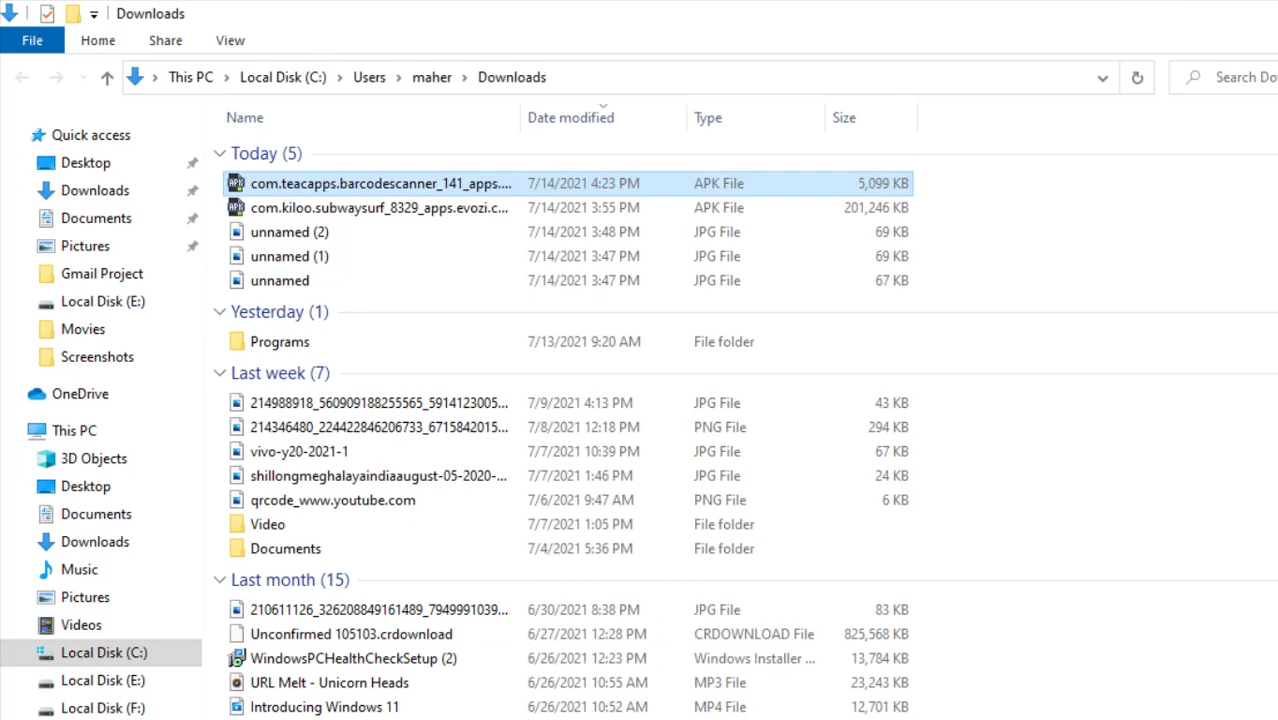 Downloads
File Home Share View
This PC Local Disk (C:) Users maher Downloads Search Do
Name Date modified Type Size
Quick access
Desktop
Downloads
Documents
Pictures
Gmail Project
Local Disk (E:)
Movies
Screenshots
OneDrive
This PC
3D Objects
Desktop
Documents
Downloads
Music
Pictures
Videos
Local Disk (C:)
Local Disk (E:)
Local Disk (F:)
Today (5)
com.teacapps.barcodescanner_141_apps.... 7/14/2021 4:23 PM APK File 5,099 KB
com.kiloo.subwaysurf_8329_apps.evozi.c... 7/14/2021 3:55 PM APK File 201,246 KB
unnamed (2) 7/14/2021 3:48 PM JPG File 69 KB
unnamed (1) 7/14/2021 3:47 PM JPG File 69 KB
unnamed 7/14/2021 3:47 PM JPG File 67 KB
Yesterday (1)
Programs 7/13/2021 9:20 AM File folder
Last week (7)
214988918_560909188255565_5914123005... 7/9/2021 4:13 PM JPG File 43 KB
214346480_224422846206733_6715842015... 7/8/2021 12:18 PM PNG File 294 KB
vivo-y20-2021-1 7/7/2021 10:39 PM JPG File 67 KB
shillongmeghalayaindiaaugust-05-2020-... 7/7/2021 1:46 PM JPG File 24 KB
qrcode_www.youtube.com 7/6/2021 9:47 AM PNG File 6 KB
Video 7/7/2021 1:05 PM File folder
Documents 7/4/2021 5:36 PM File folder
Last month (15)
210611126_326208849161489_7949991039... 6/30/2021 8:38 PM JPG File 83 KB
Unconfirmed 105103.crdownload 6/27/2021 12:28 PM CRDOWNLOAD File 825,568 KB
WindowsPCHealthCheckSetup (2) 6/26/2021 12:23 PM Windows Installer ... 13,784 KB
URL Melt - Unicorn Heads 6/26/2021 10:55 AM MP3 File 23,243 KB
Introducing Windows 11 6/26/2021 10:52 AM MP4 File 12,701 KB